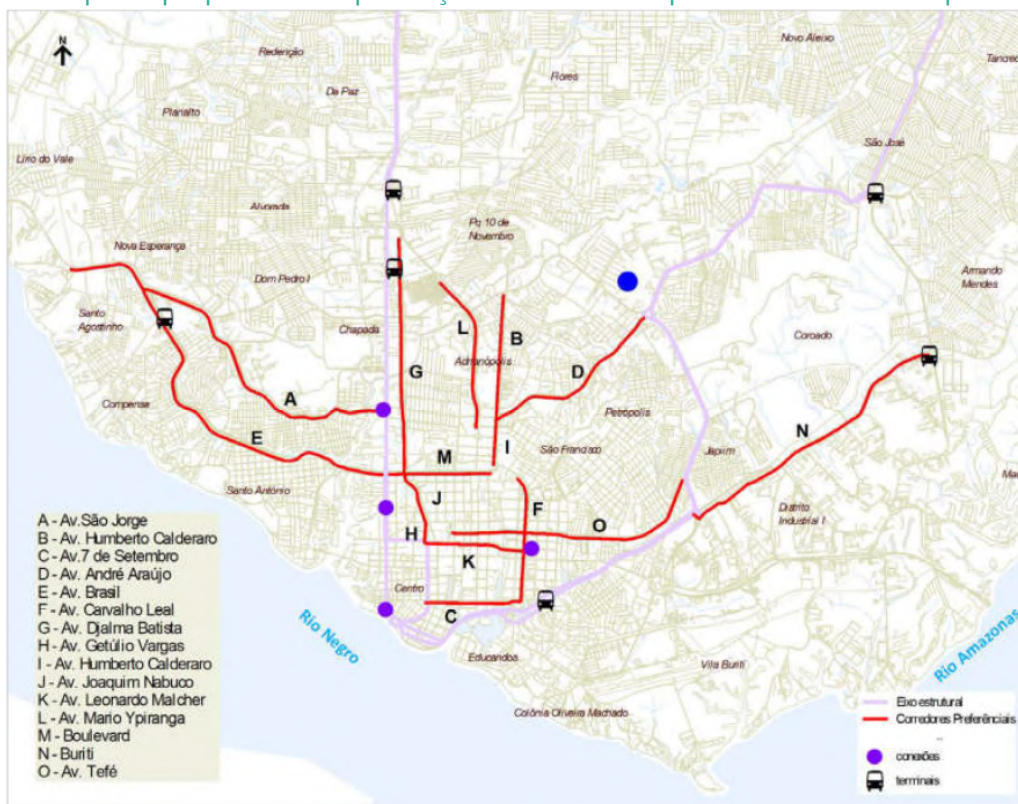 Novo Aleixo
Redenção
N
Flores
Da Paz
Planalto
São José
Lírio do Vale
Alvorada
Pq 10 de
Novembro
Nova Esperança
Dom Pedro I
Armando
Mendes
Santo
Agostinho
Chapada
L
B
Coroado
Adrianópolis
G
D
A
Compensa
Petrópolis
E
M
I
São Francisco
N
Japiim
Santo Antônio
J
F
O
Distrito
Industrial I
H
K
Centro
C
Rio Negro
Educandos
Vila Buriti
Rio Amazonas
Colônia Oliveira Machado
A - Av.São Jorge
B - Av. Humberto Calderaro
C - Av.7 de Setembro
D - Av. André Araújo
E - Av. Brasil
F - Av. Carvalho Leal
G - Av. Djalma Batista
H - Av. Getúlio Vargas
I - Av. Humberto Calderaro
J - Av. Joaquim Nabuco
K - Av. Leonardo Malcher
L - Av. Mario Ypiranga
M - Boulevard
N - Buriti
O - Av. Tefé
Eixo estrutural
Corredores Preferênciais
conexões
terminais